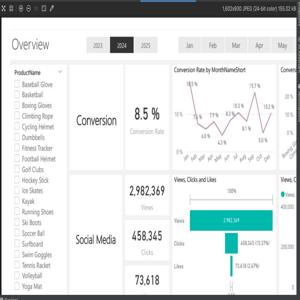 1,600x900 JPEG (24-bit color) 155.02 kB
Overview
2023
2024
2025
Jan
Feb
Mar
Apr
May
ProductName
Baseball Glove
Basketball
Boxing Gloves
Climbing Rope
Cycling Helmet
Dumbbells
Fitness Tracker
Football Helmet
Golf Clubs
Hockey Stick
Ice Skates
Kayak
Running Shoes
Ski Boots
Soccer Ball
Surfboard
Swim Goggles
Tennis Racket
Volleyball
Yoga Mat
Conversion
8.5 %
Conversion Rate
Social Media
2,982,369
Views
458,345
Clicks
73,618
Conversion Rate by MonthNameShort
Jan
Feb
Mar
Apr
May
Jun
Jul
Aug
Sep
Oct
Nov
Dec
Views, Clicks and Likes
100%
Views
2,982,369
Clicks
458,345 (15.37%)
Likes
73,618 (2.47%)
Conversion
Views
Views